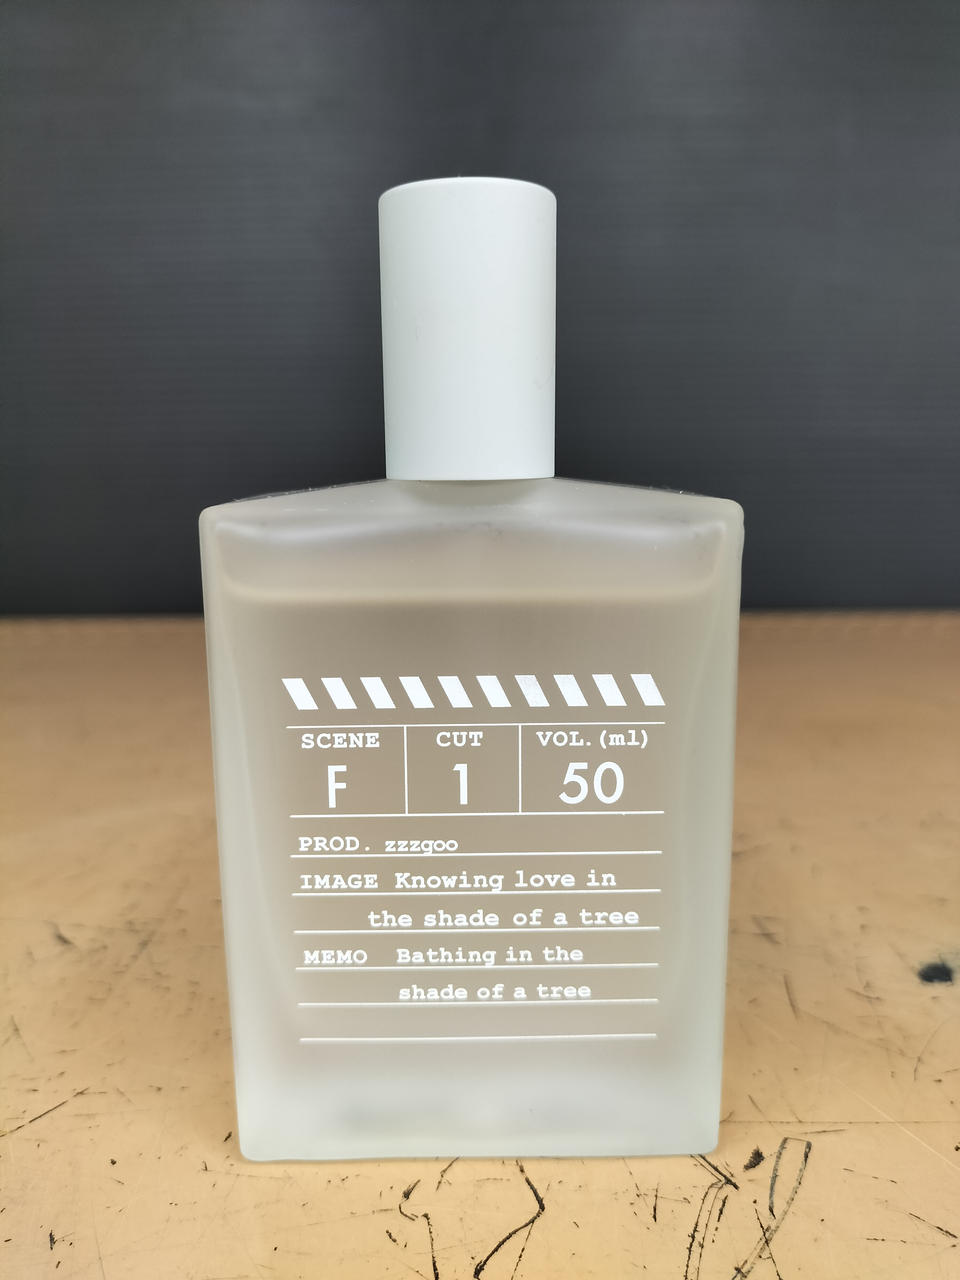 SCENE CUT VOL.(ml)
F 1 50
PROD. zzzgoo
IMAGE Knowing love in
the shade of a tree
MEMO Bathing in the
shade of a tree